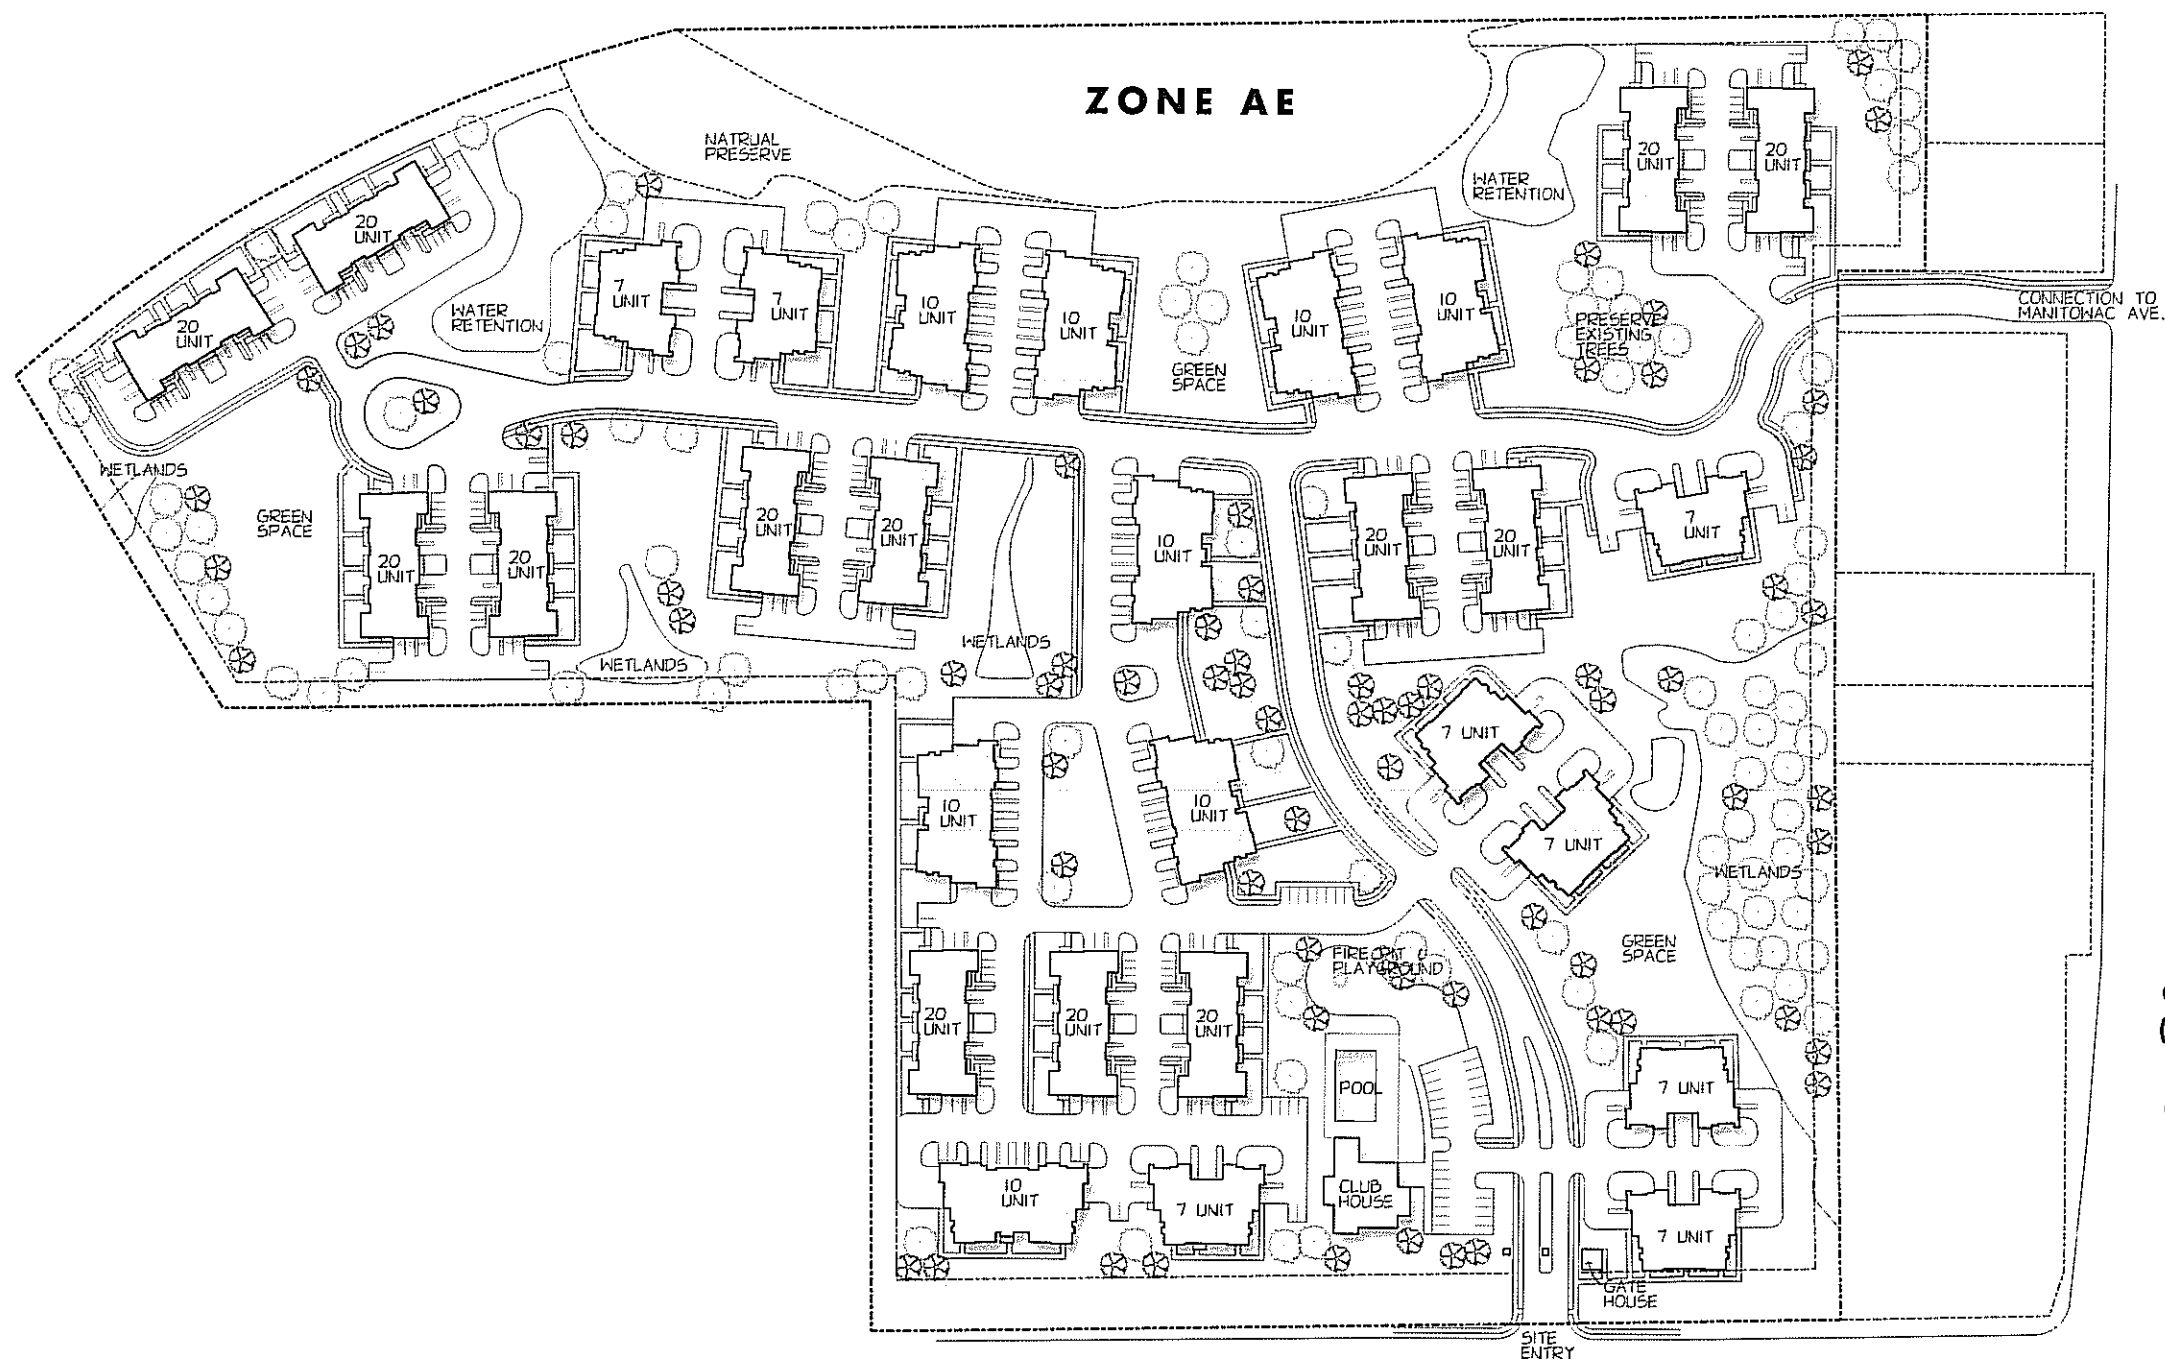 ZONE AE
NATRUAL
PRESERVE
20
UNIT
20
UNIT
WATER
RETENTION
20
UNIT
20
UNIT
WATER
RETENTION
7
UNIT
7
UNIT
10
UNIT
10
UNIT
10
UNIT
10
UNIT
GREEN
SPACE
PRESERVE
EXISTING
TREES
CONNECTION TO
MANITOWAC AVE.
WETLANDS
GREEN
SPACE
20
UNIT
20
UNIT
20
UNIT
20
UNIT
10
UNIT
20
UNIT
20
UNIT
7
UNIT
WETLANDS
WETLANDS
7 UNIT
10
UNIT
10
UNIT
7 UNIT
WETLANDS
GREEN
SPACE
FIRE PIT &
PLAYGROUND
20
UNIT
20
UNIT
20
UNIT
POOL
7 UNIT
10
UNIT
7 UNIT
CLUB
HOUSE
7 UNIT
GATE
HOUSE
SITE
ENTRY